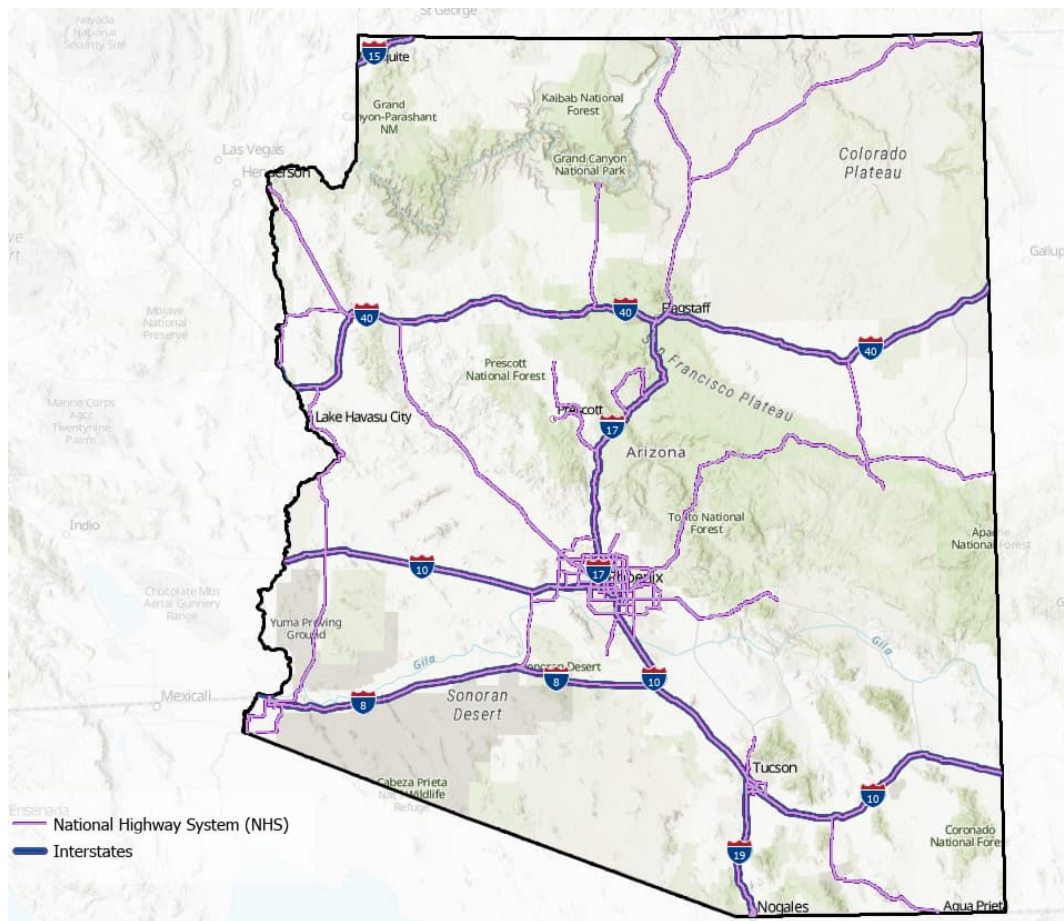 St George
Nevada
National
Security Site
15
quite
Grand
Canyon-Parashant
NM
Kaibab National
Forest
Las Vegas
Henderson
Grand Canyon
National Park
Colorado
Plateau
Gallup
Mojave
National
Preserve
40
40
Flagstaff
40
San Francisco Plateau
Prescott
National Forest
Marine Corps
Agcc
Twentynine
Palms
Lake Havasu City
Prescott
17
Arizona
Indio
Tonto National
Forest
Apache
National Forest
10
17
Phoenix
Chocolate Mtn
Aerial Gunnery
Range
Yuma Proving
Ground
Gila
Gila
Mexicali
Sonoran Desert
8
8
10
Sonoran
Desert
Tucson
Cabeza Prieta
Refuge
10
Ensenada
National Highway System (NHS)
Interstates
Coronado
National Fores
19
Nogales
Agua Prieta